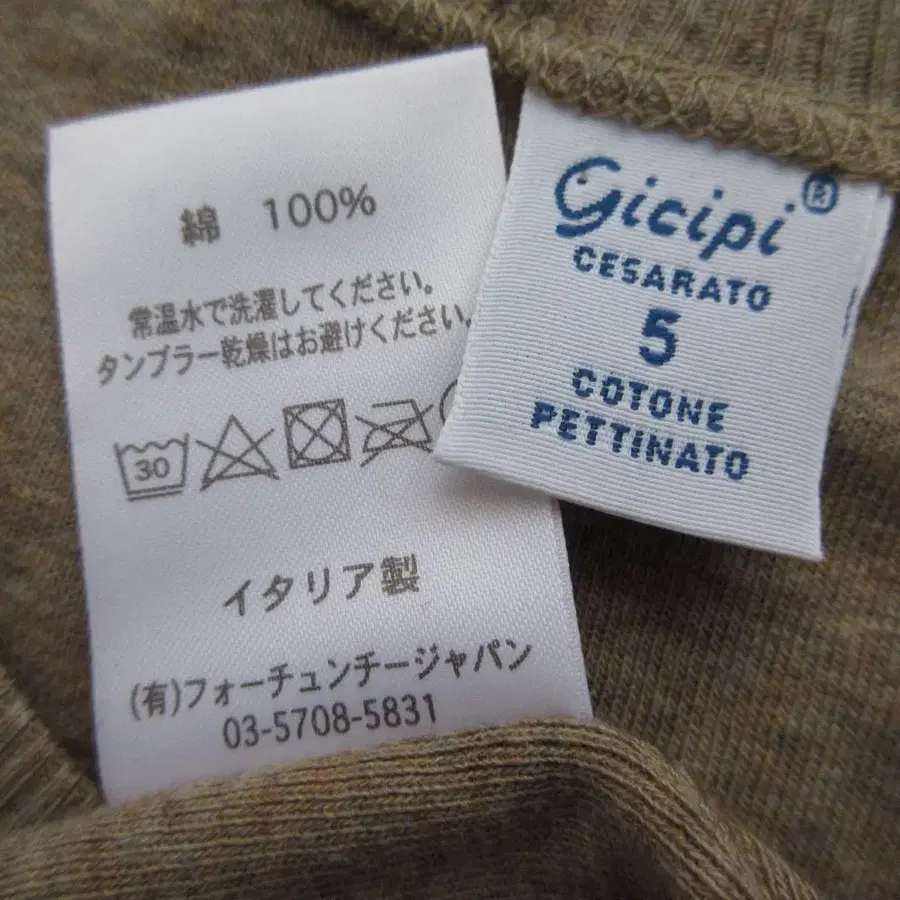 綿 100%
常温水で洗濯してください。
タンブラー乾燥はお避けください。
30
イタリア製
(有)フォーチュンチージャパン
03-5708-5831
Gicipi®
CESARATO
5
COTONE
PETTINATO